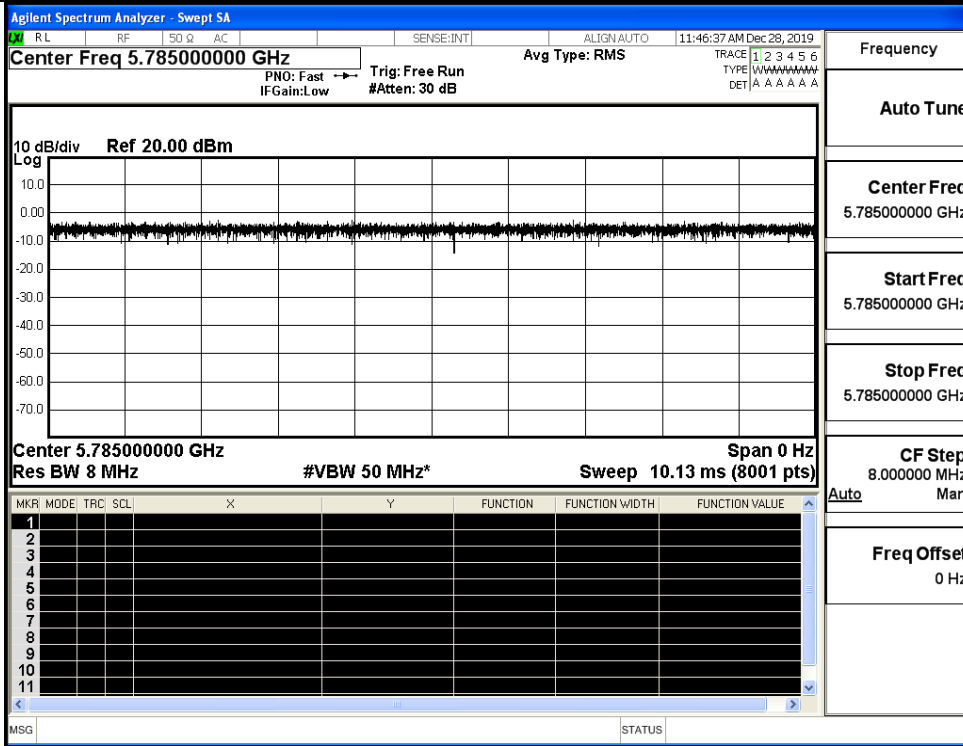 Agilent Spectrum Analyzer - Swept SA
LXI RL RF 50 Ω AC SENSE:INT ALIGN AUTO 11:46:37 AM Dec 28, 2019
Center Freq 5.785000000 GHz Avg Type: RMS TRACE 1 2 3 4 5 6
PNO: Fast Trig: Free Run TYPE WWWWWW
IFGain:Low #Atten: 30 dB DET A A A A A A
10 dB/div Ref 20.00 dBm
Log
10.0
0.00
-10.0
-20.0
-30.0
-40.0
-50.0
-60.0
-70.0
Center 5.785000000 GHz Span 0 Hz
Res BW 8 MHz #VBW 50 MHz* Sweep 10.13 ms (8001 pts)
MKR MODE TRC SCL X Y FUNCTION FUNCTION WIDTH FUNCTION VALUE
1
2
3
4
5
6
7
8
9
10
11
MSG STATUS
Frequency
Auto Tune
Center Freq
5.785000000 GHz
Start Freq
5.785000000 GHz
Stop Freq
5.785000000 GHz
CF Step
8.000000 MHz
Auto Man
Freq Offset
0 Hz